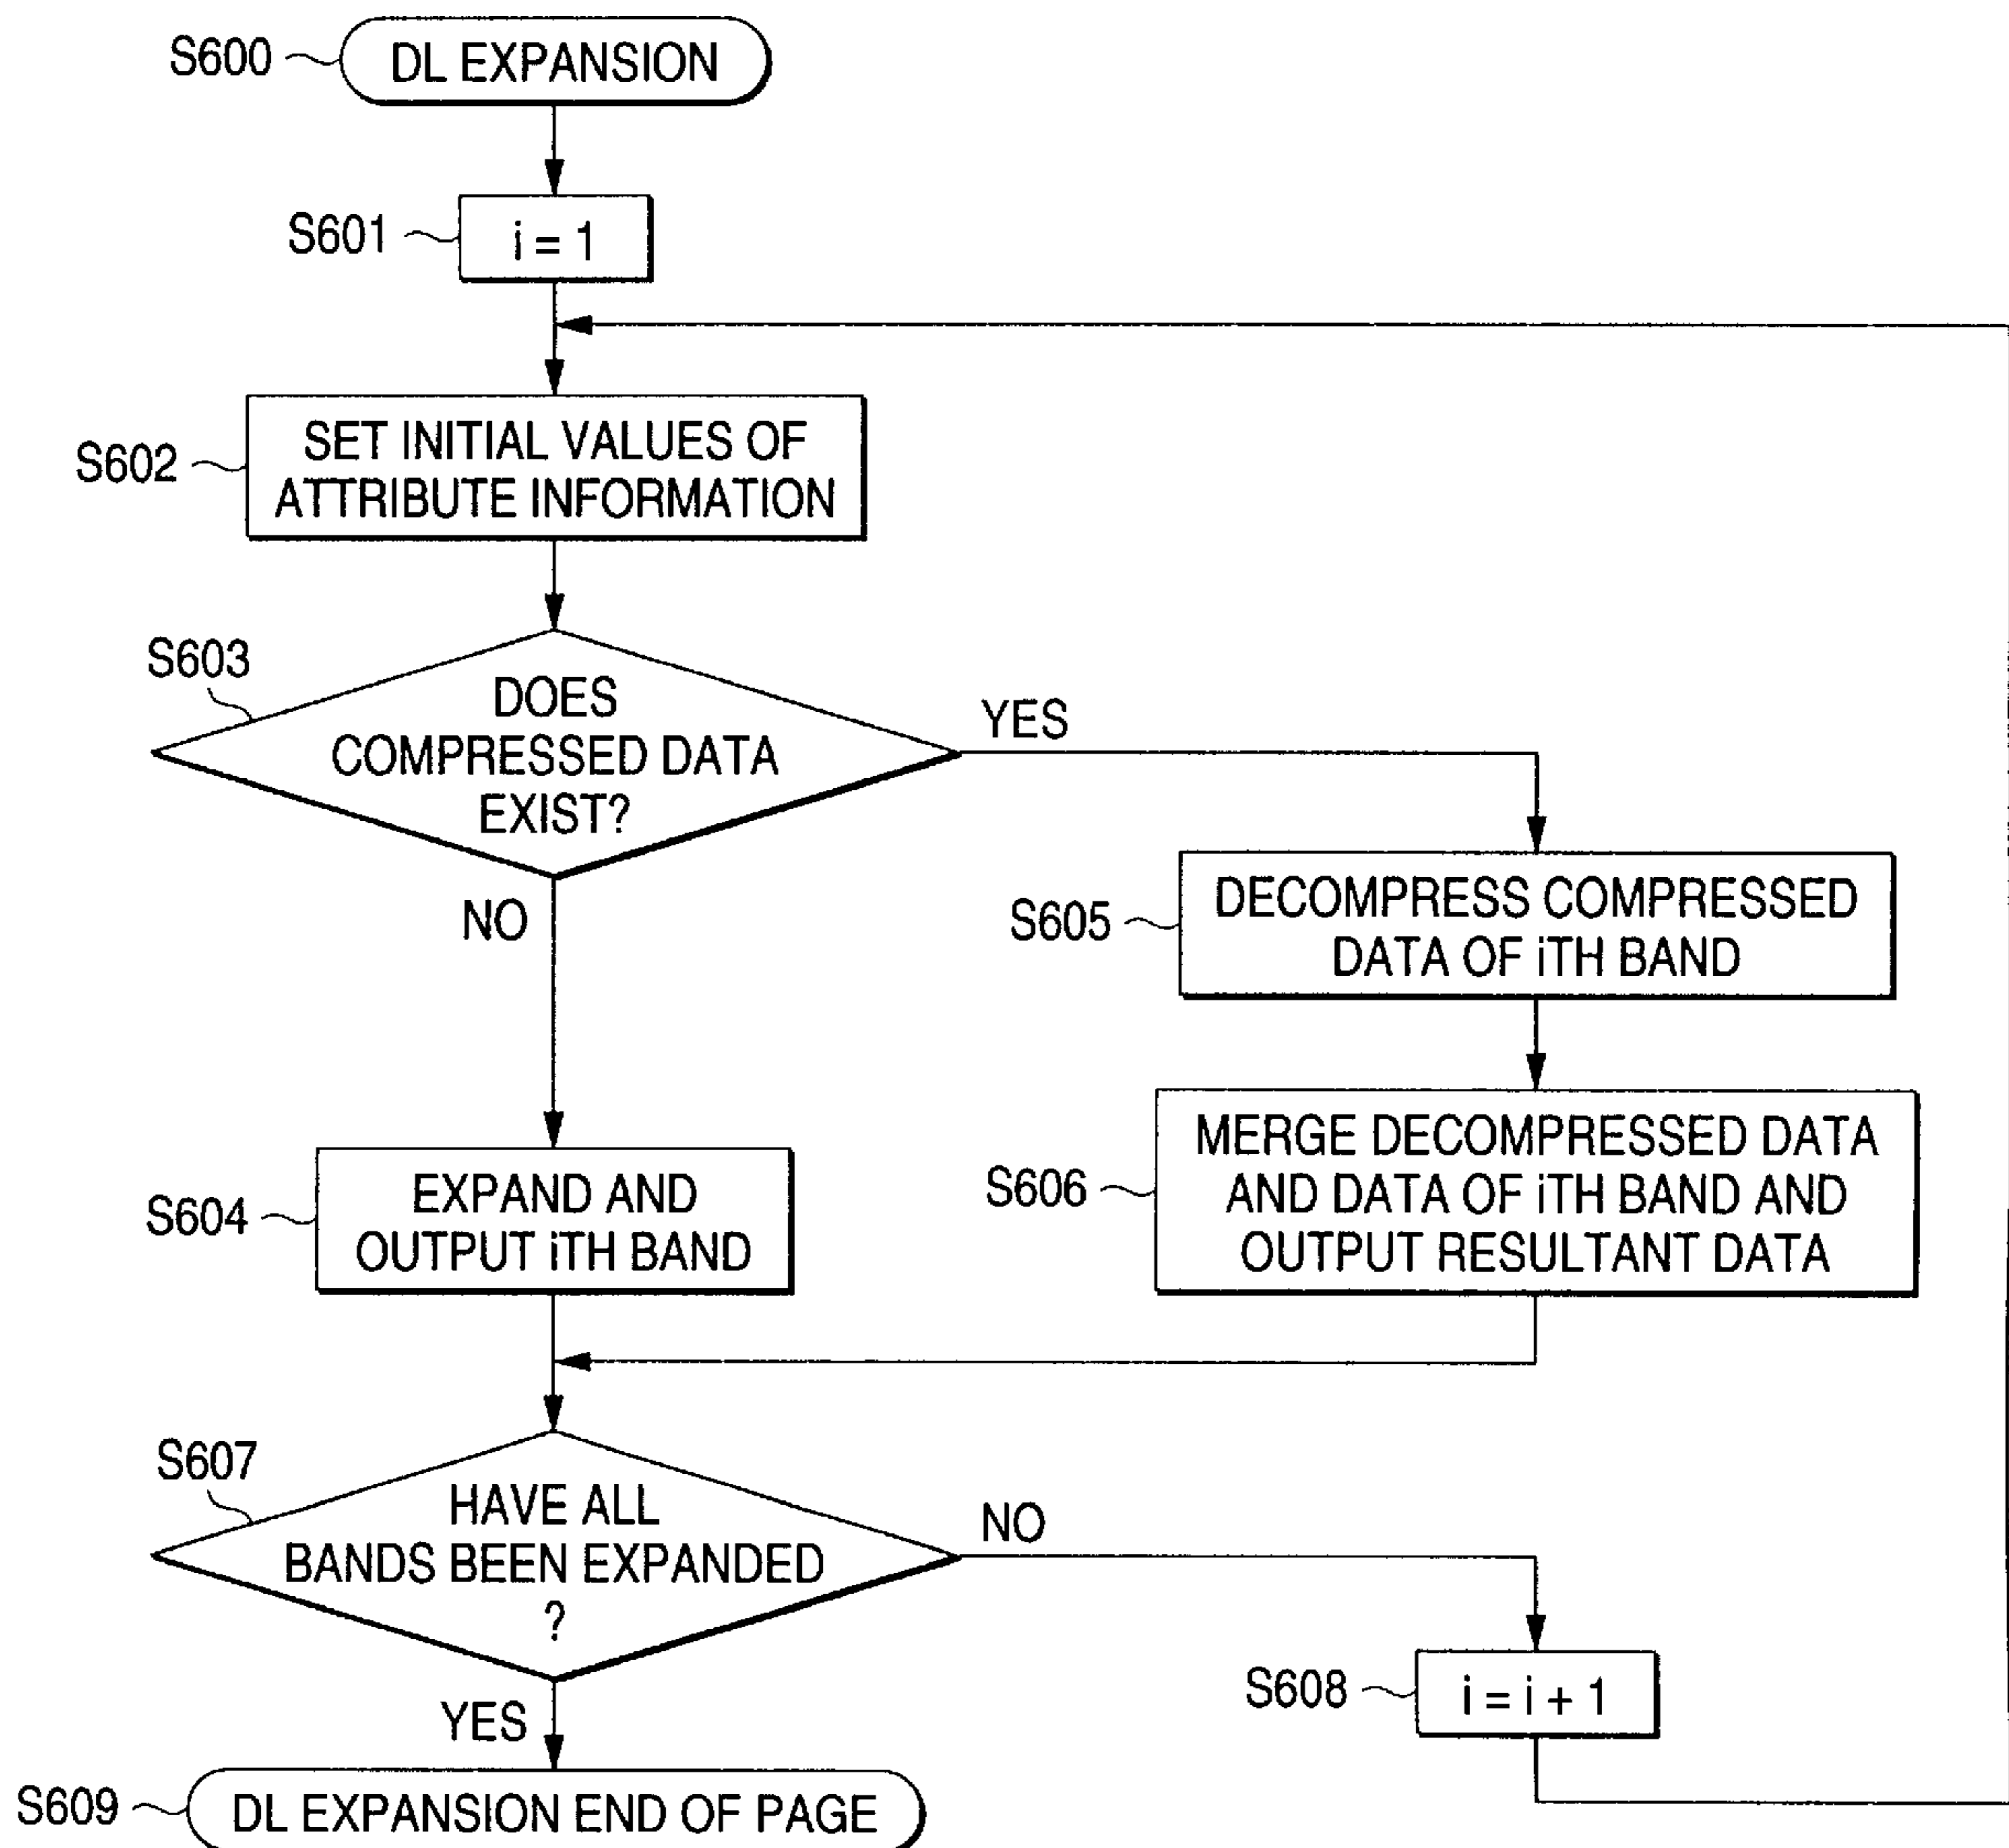 S600
DL EXPANSION
S601
i = 1
S602
SET INITIAL VALUES OF
ATTRIBUTE INFORMATION
S603
DOES
COMPRESSED DATA
EXIST?
YES
NO
S605
DECOMPRESS COMPRESSED
DATA OF iTH BAND
S604
EXPAND AND
OUTPUT iTH BAND
S606
MERGE DECOMPRESSED DATA
AND DATA OF iTH BAND AND
OUTPUT RESULTANT DATA
S607
HAVE ALL
BANDS BEEN EXPANDED
?
NO
YES
S608
i = i + 1
S609
DL EXPANSION END OF PAGE